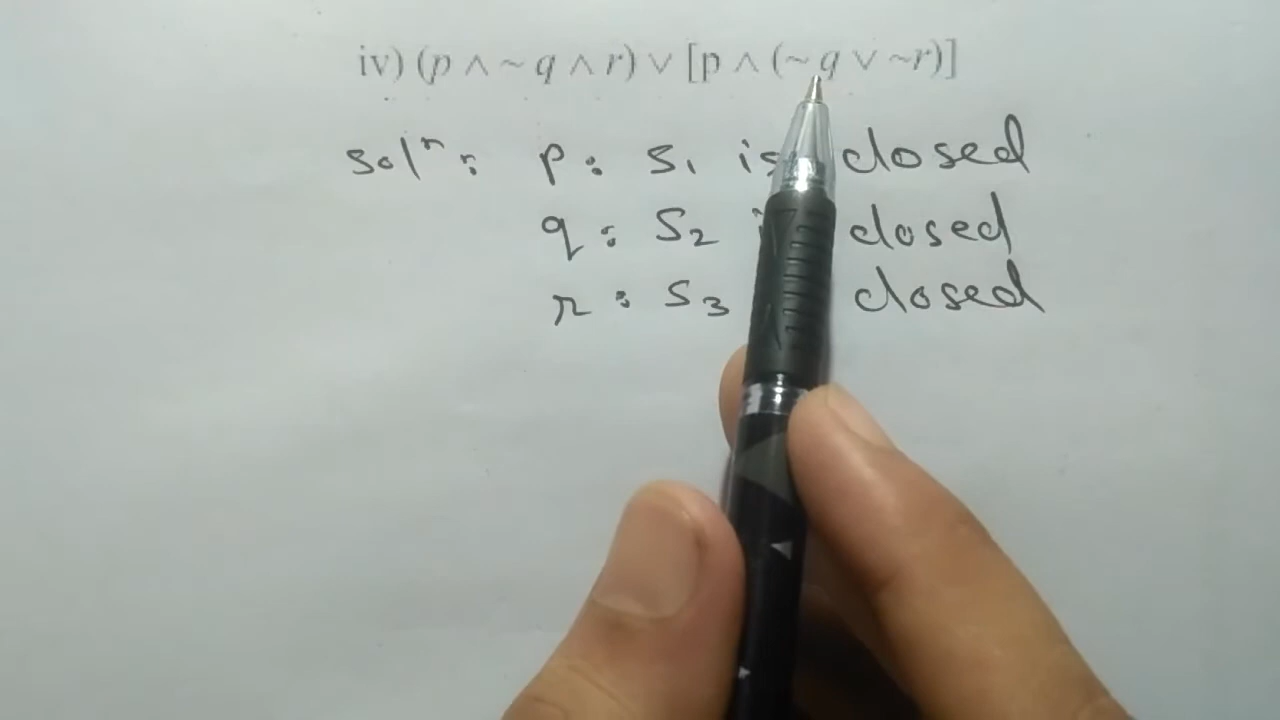 iv) (p ∧ ~ q ∧ r) ∨ [p ∧ (~ q ∨ ~r)]
solⁿ : p : S₁ is closed
q : S₂ closed
r : S₃ closed